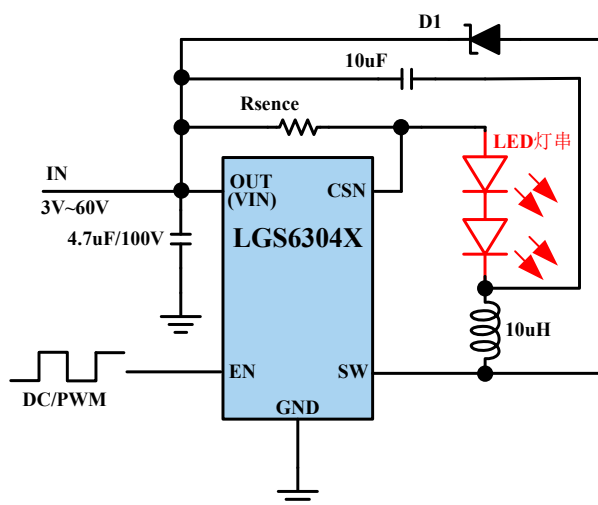 D1
10uF
Rsence
LED灯串
IN
OUT
(VIN)
CSN
3V~60V
4.7uF/100V
LGS6304X
10uH
EN
SW
DC/PWM
GND